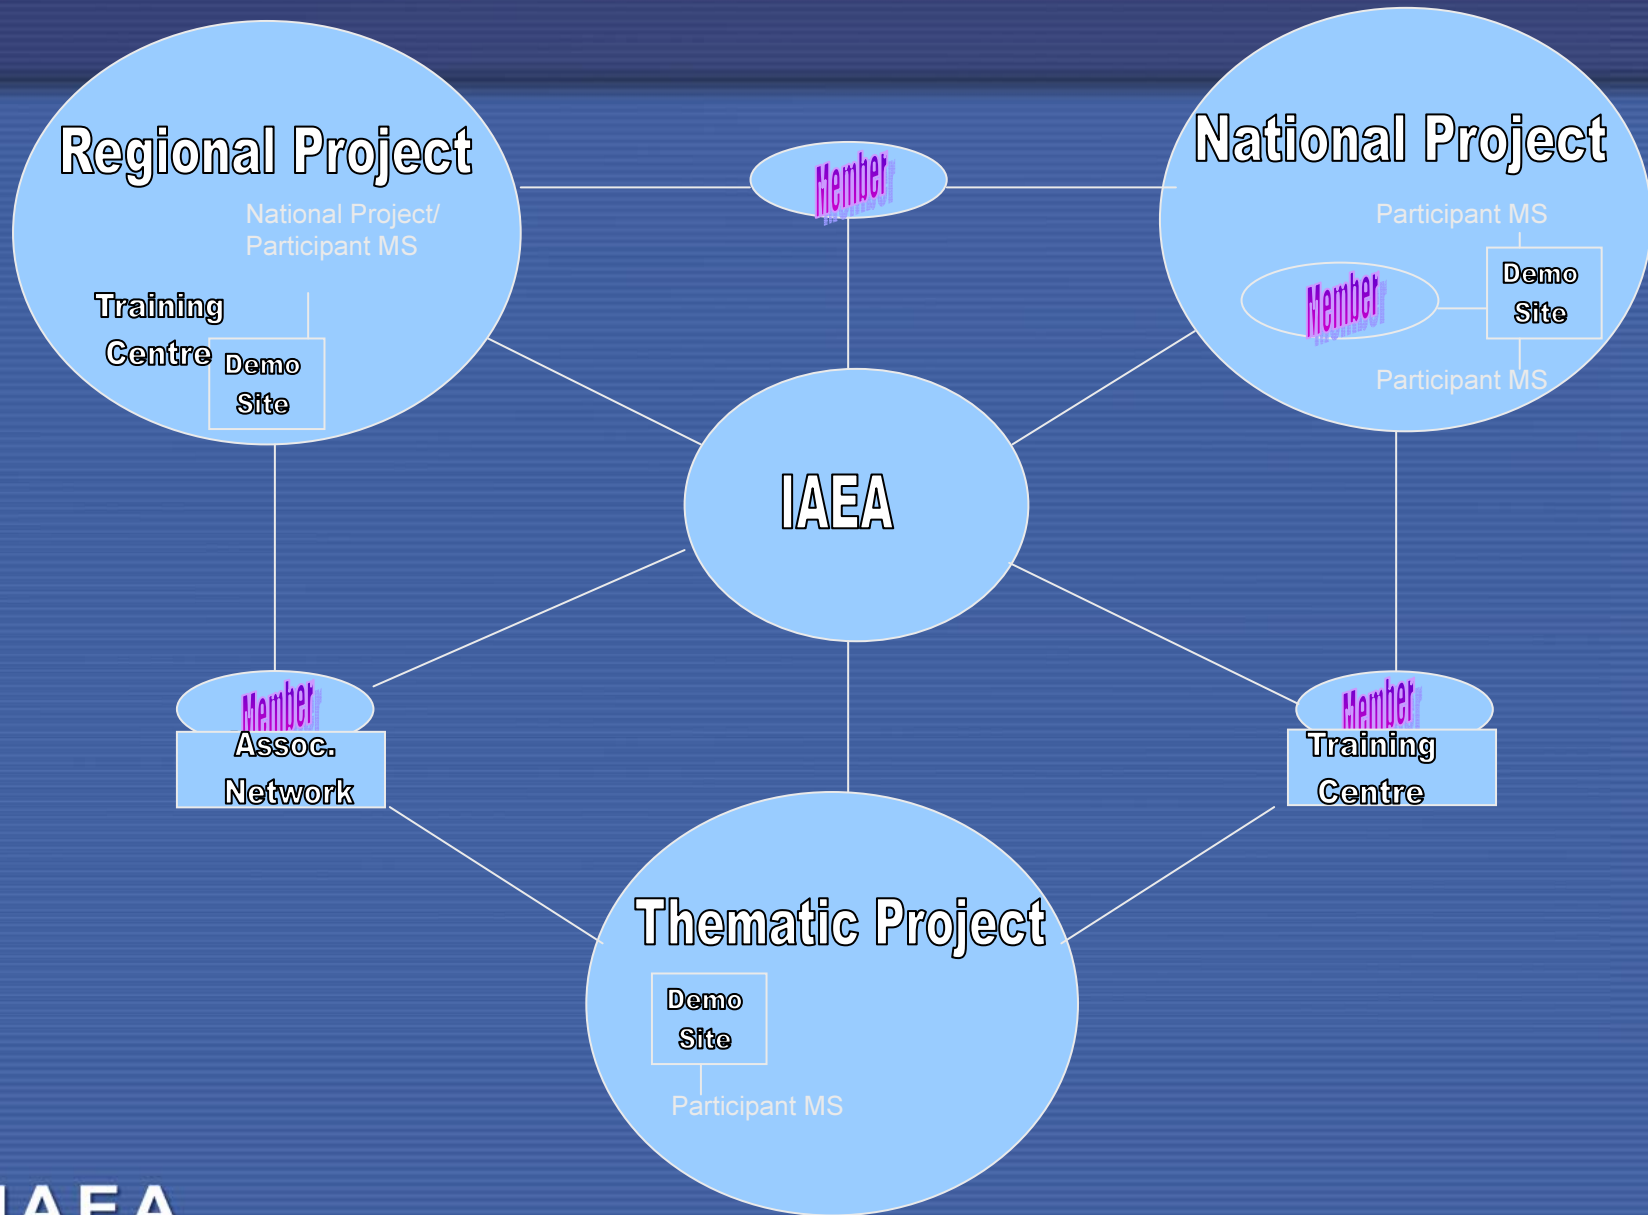 Regional Project
National Project/
Participant MS
Training
Centre
Demo
Site
Member
National Project
Participant MS
Member
Demo
Site
Participant MS
IAEA
Member
Assoc.
Network
Member
Training
Centre
Thematic Project
Demo
Site
Participant MS
IAEA